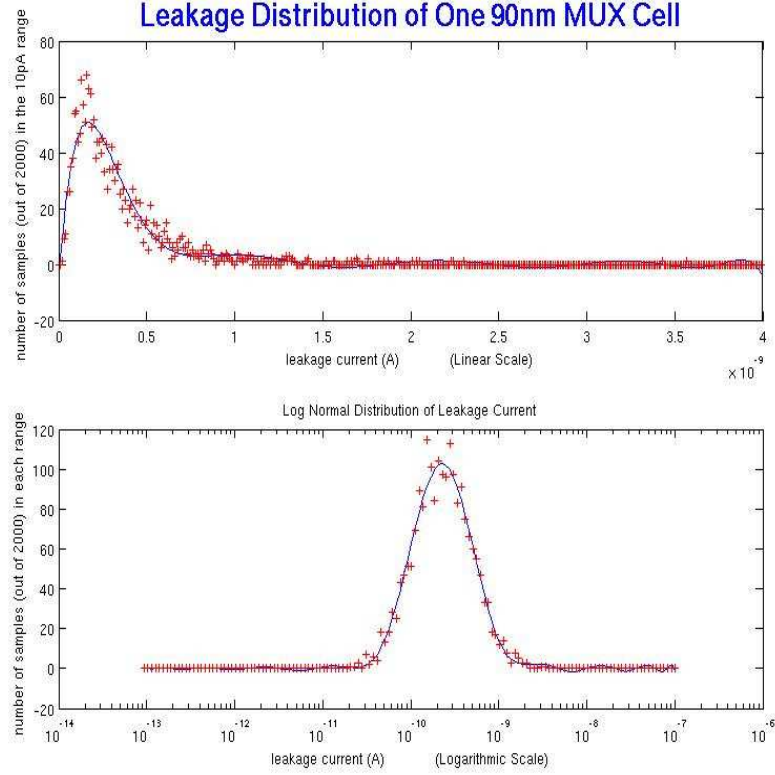 Leakage Distribution of One 90nm MUX Cell
number of samples (out of 2000) in the 10pA range
80
60
40
20
0
-20
0 0.5 1 1.5 2 2.5 3 3.5 4
leakage current (A) (Linear Scale)
x 10^-9
Log Normal Distribution of Leakage Current
number of samples (out of 2000) in each range
120
100
80
60
40
20
0
-20
10^-14 10^-13 10^-12 10^-11 10^-10 10^-9 10^-8 10^-7 10^-6
leakage current (A) (Logarithmic Scale)